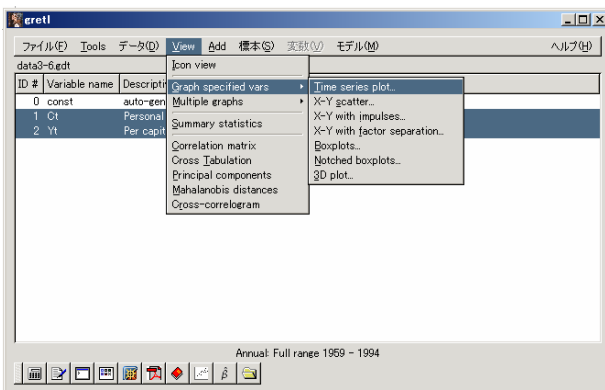 gretl
ファイル(F) Tools データ(D) View Add 標本(S) 変数(V) モデル(M) ヘルプ(H)
data3-6.gdt
ID # Variable name Descripti
0 const auto-gen
1 Ct Personal
2 Yt Per capit
Icon view
Graph specified vars
Multiple graphs
Summary statistics
Correlation matrix
Cross Tabulation
Principal components
Mahalanobis distances
Cross-correlogram
Time series plot...
X-Y scatter...
X-Y with impulses...
X-Y with factor separation...
Boxplots...
Notched boxplots...
3D plot...
Annual: Full range 1959 - 1994
β̂